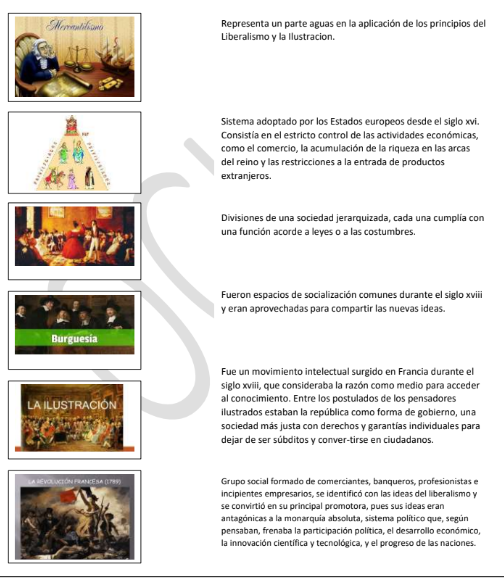 Mercantilismo
Representa un parte aguas en la aplicación de los principios del
Liberalismo y la Ilustracion.
Sistema adoptado por los Estados europeos desde el siglo xvi.
Consistía en el estricto control de las actividades económicas,
como el comercio, la acumulación de la riqueza en las arcas
del reino y las restricciones a la entrada de productos
extranjeros.
Divisiones de una sociedad jerarquizada, cada una cumplía con
una función acorde a leyes o a las costumbres.
Fueron espacios de socialización comunes durante el siglo xviii
y eran aprovechadas para compartir las nuevas ideas.
Burguesía
Fue un movimiento intelectual surgido en Francia durante el
siglo xviii, que consideraba la razón como medio para acceder
al conocimiento. Entre los postulados de los pensadores
ilustrados estaban la república como forma de gobierno, una
sociedad más justa con derechos y garantías individuales para
dejar de ser súbditos y conver-tirse en ciudadanos.
LA ILUSTRACIÓN
LA REVOLUCIÓN FRANCESA (1789)
Grupo social formado de comerciantes, banqueros, profesionistas e
incipientes empresarios, se identificó con las ideas del liberalismo y
se convirtió en su principal promotora, pues sus ideas eran
antagónicas a la monarquía absoluta, sistema político que, según
pensaban, frenaba la participación política, el desarrollo económico,
la innovación científica y tecnológica, y el progreso de las naciones.